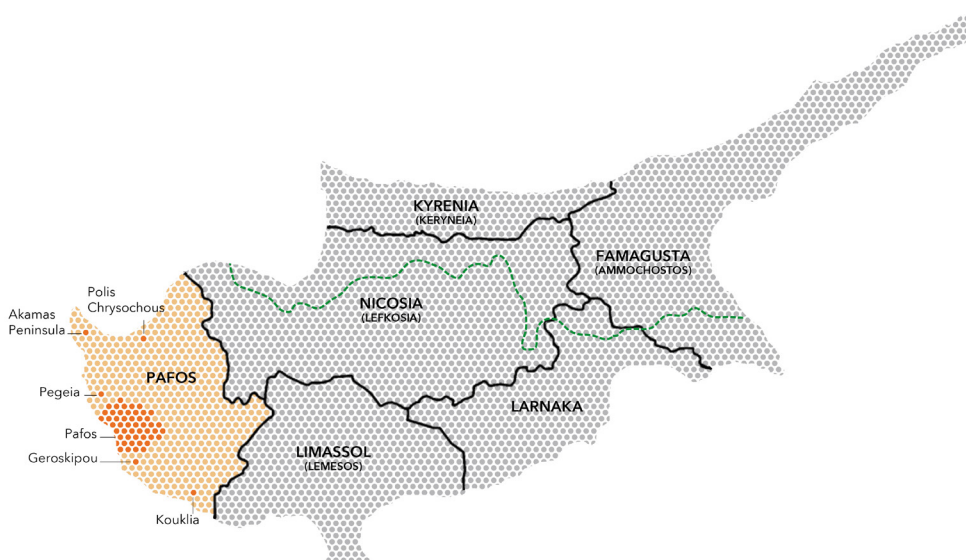 KYRENIA
(KERYNEIA)
FAMAGUSTA
(AMMOCHOSTOS)
NICOSIA
(LEFKOSIA)
Polis
Chrysochous
Akamas
Peninsula
PAFOS
Pegeia
LARNAKA
Pafos
Geroskipou
LIMASSOL
(LEMESOS)
Kouklia